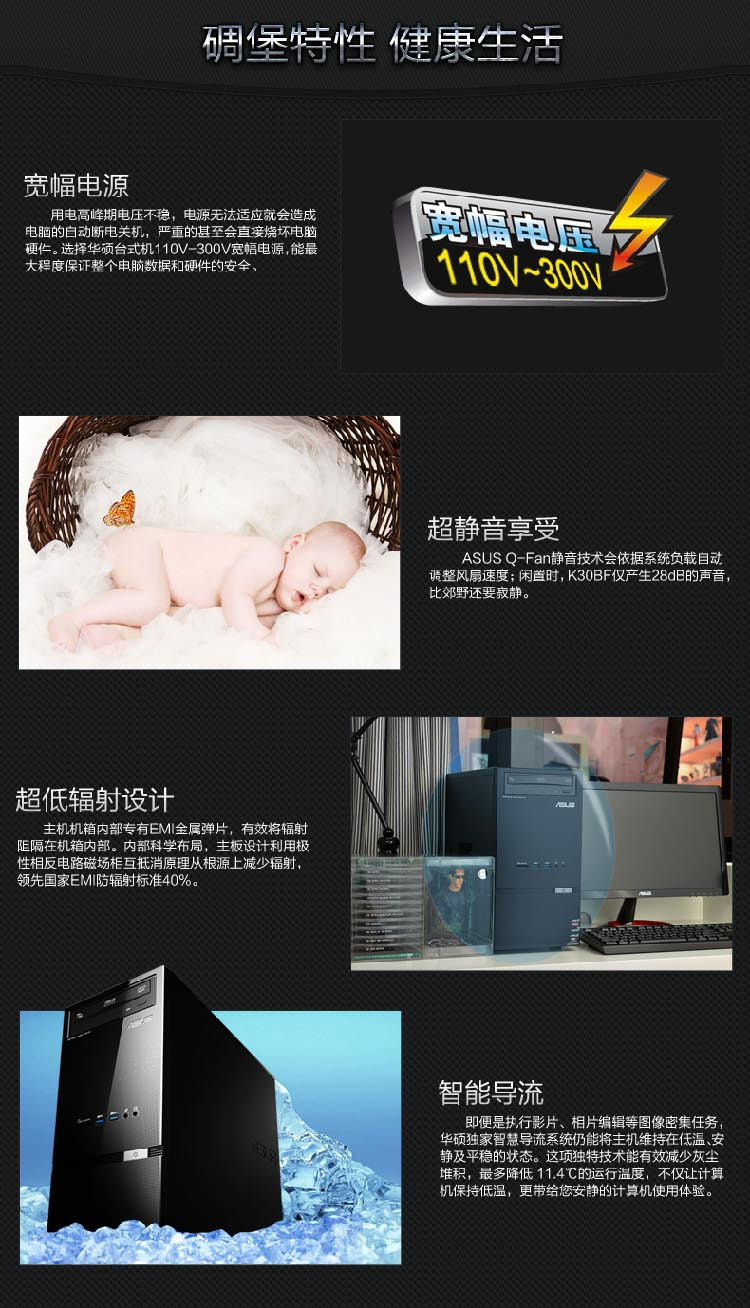 碉堡特性 健康生活
宽幅电源
用电高峰期电压不稳，电源无法适应就会造成
电脑的自动断电关机，严重的甚至会直接烧坏电脑
硬件。选择华硕台式机110V-300V宽幅电源,能最
大程度保证整个电脑数据和硬件的安全、
宽幅电压
110V~300V
超静音享受
ASUS Q-Fan静音技术会依据系统负载自动
调整风扇速度；闲置时，K30BF仅产生28dB的声音，
比郊野还要寂静。
超低辐射设计
主机机箱内部专有EMI金属弹片，有效将辐射
阻隔在机箱内部。内部科学布局，主板设计利用极
性相反电路磁场相互抵消原理从根源上减少辐射，
领先国家EMI防辐射标准40%。
ASUS
ASUS
ASUS
智能导流
即便是执行影片、相片编辑等图像密集任务，
华硕独家智慧导流系统仍能将主机维持在低温、安
静及平稳的状态。这项独特技术能有效减少灰尘
堆积，最多降低 11.4℃的运行温度，不仅让计算
机保持低温，更带给您安静的计算机使用体验。